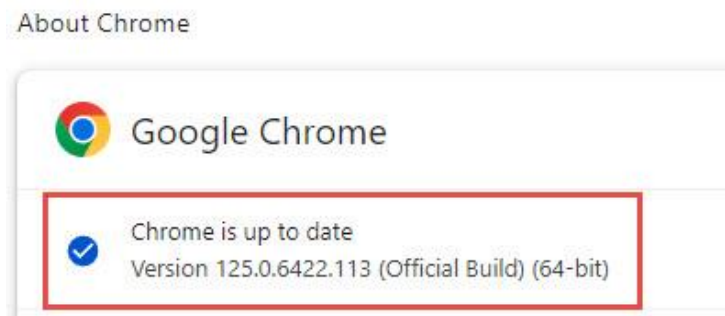 About Chrome
Google Chrome
Chrome is up to date
Version 125.0.6422.113 (Official Build) (64-bit)